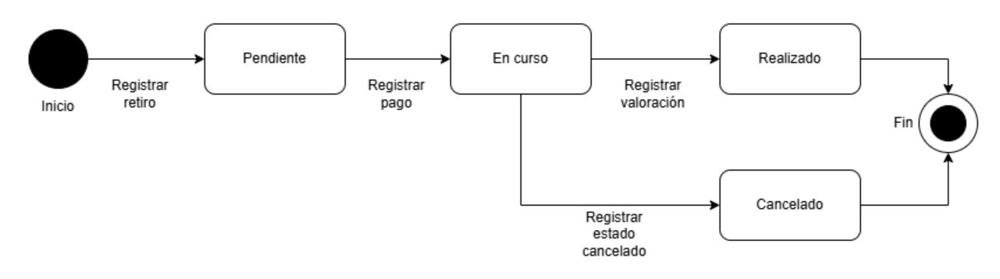 Inicio
Registrar
retiro
Pendiente
Registrar
pago
En curso
Registrar
valoración
Realizado
Fin
Registrar
estado
cancelado
Cancelado